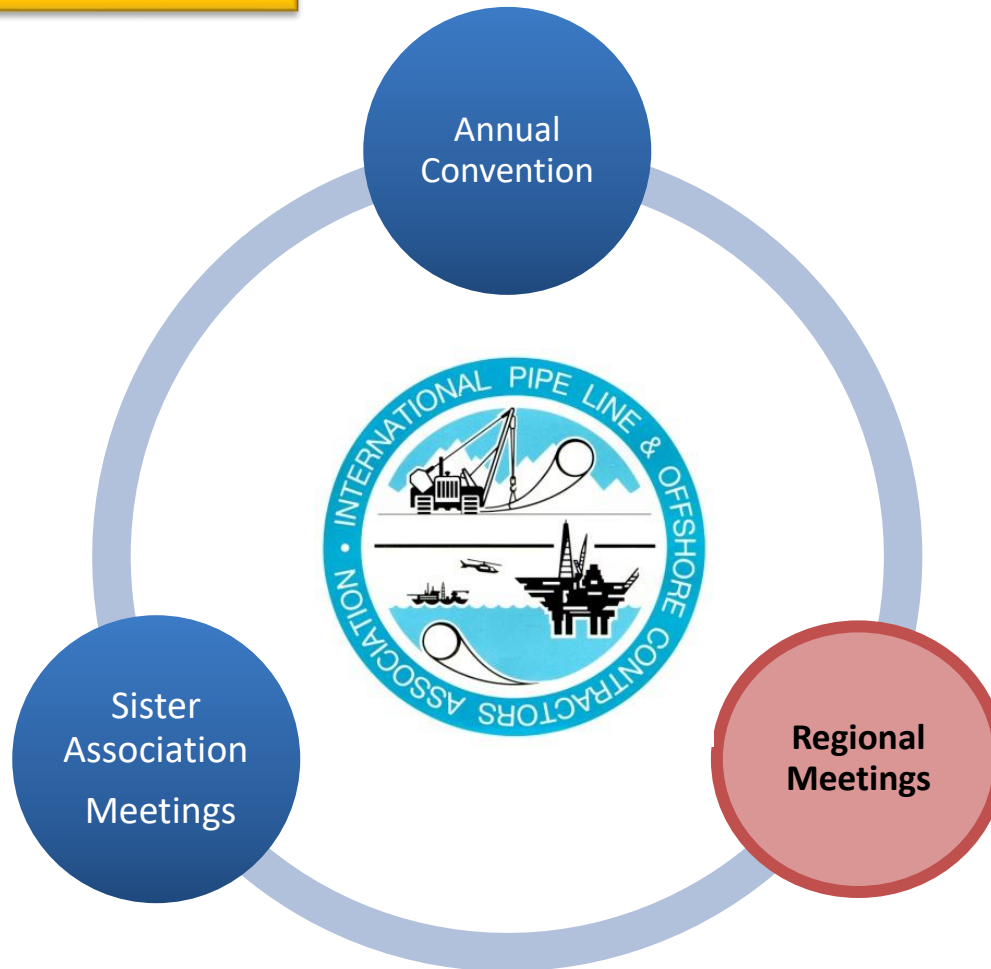 Annual
Convention
INTERNATIONAL PIPE LINE & OFFSHORE CONTRACTORS ASSOCIATION •
Sister
Association
Meetings
Regional
Meetings